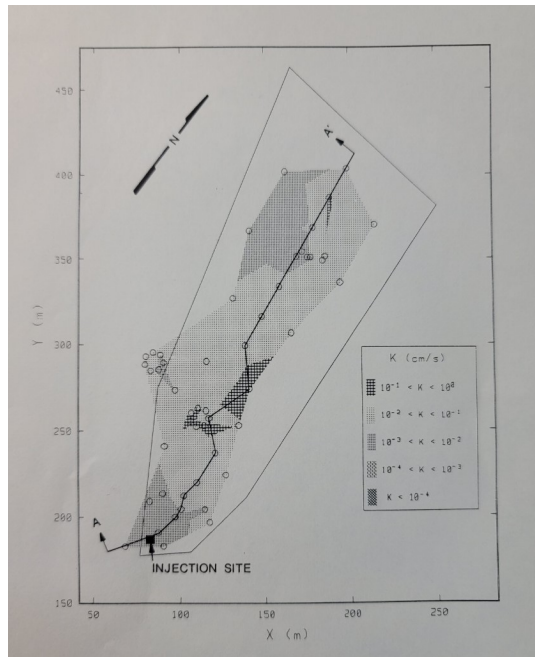 450
400
350
300
250
200
150
50
100
150
200
250
Y (m)
X (m)
N
A'
A
INJECTION SITE
K (cm/s)
10⁻¹ < K < 10⁰
10⁻² < K < 10⁻¹
10⁻³ < K < 10⁻²
10⁻⁴ < K < 10⁻³
K < 10⁻⁴